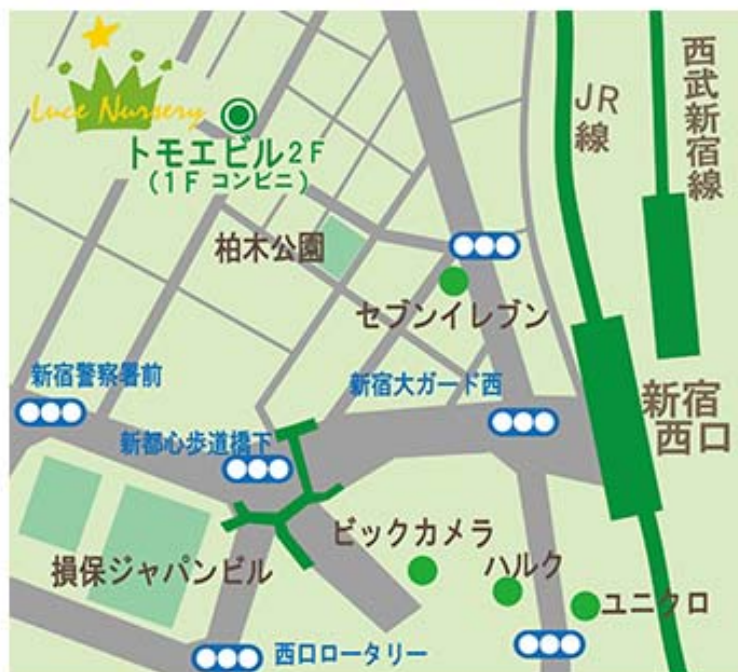 Luce Nursery
トモエビル2F
(1F コンビニ)
JR
線
西武新宿線
柏木公園
セブンイレブン
新宿警察署前
新宿大ガード西
新宿
西口
新都心歩道橋下
ビックカメラ
ハルク
損保ジャパンビル
ユニクロ
西口ロータリー